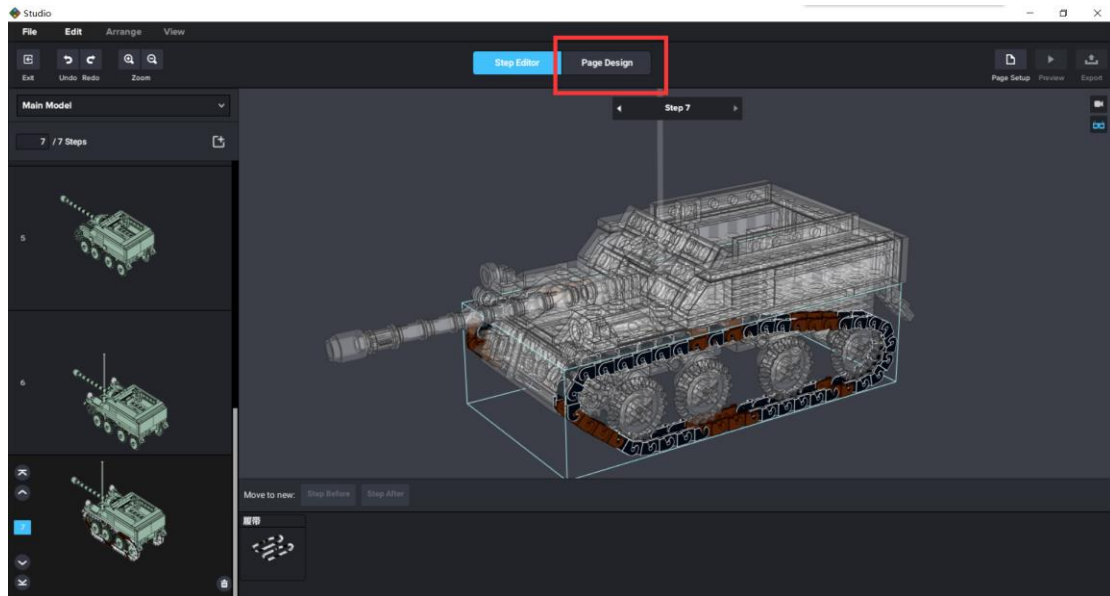 Studio
File Edit Arrange View
Exit Undo Redo Zoom
Step Editor Page Design
Page Setup Preview Export
Main Model
Step 7
7 / 7 Steps
5
6
7
Move to new: Step Before Step After
履带